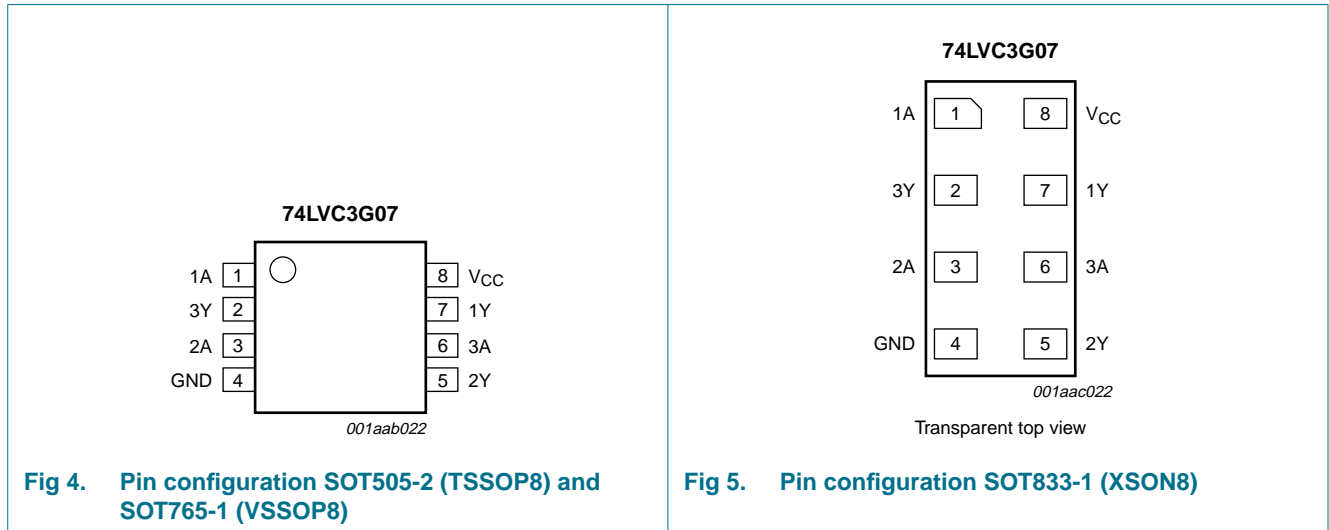 74LVC3G07
1A 1 8 VCC
3Y 2 7 1Y
2A 3 6 3A
GND 4 5 2Y
001aab022
Fig 4. Pin configuration SOT505-2 (TSSOP8) and
SOT765-1 (VSSOP8)
74LVC3G07
1A 1 8 VCC
3Y 2 7 1Y
2A 3 6 3A
GND 4 5 2Y
001aac022
Transparent top view
Fig 5. Pin configuration SOT833-1 (XSON8)